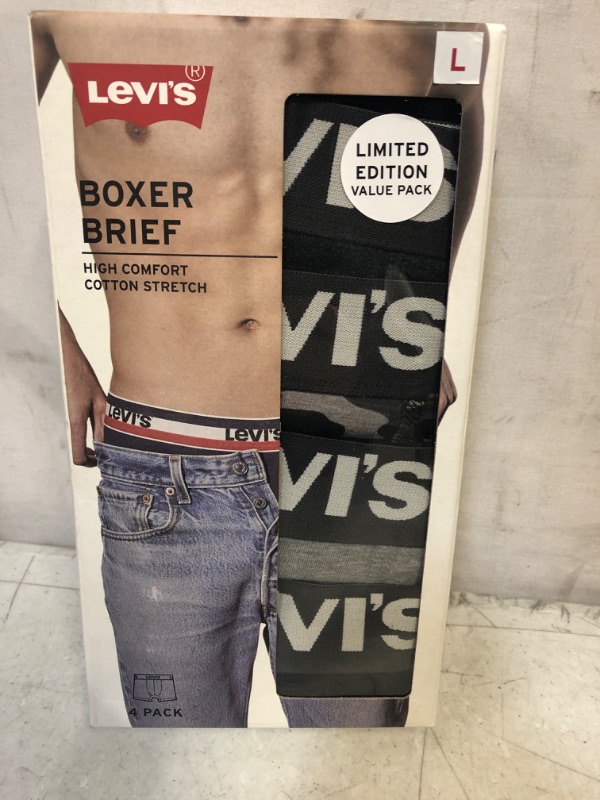 LEVI'S®
L
LIMITED
EDITION
VALUE PACK
BOXER
BRIEF
HIGH COMFORT
COTTON STRETCH
VI'S
VI'S
VI'S
LEVI'S
LEVI'S
4 PACK